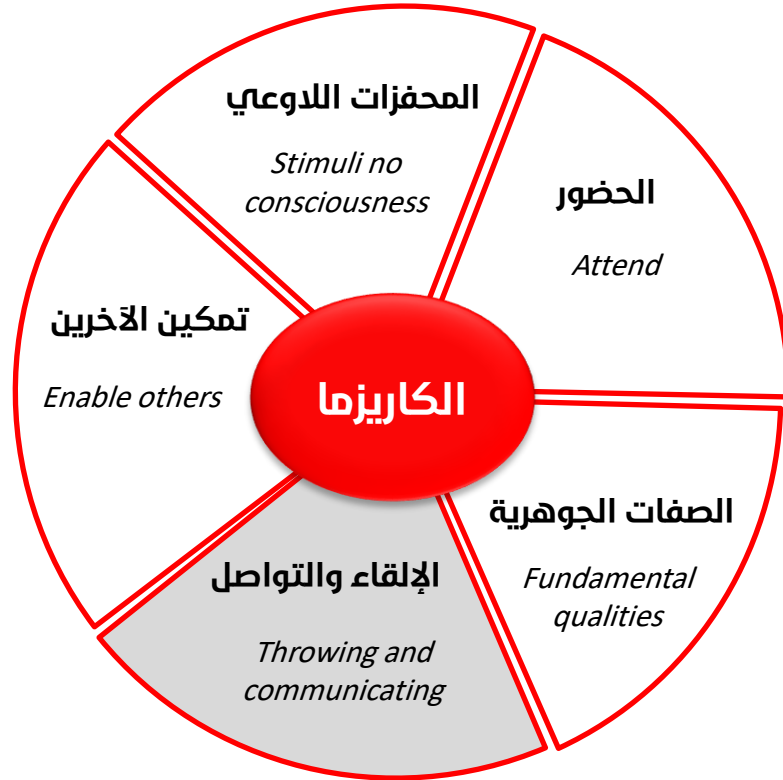 المحفزات اللاوعي
Stimuli no
consciousness
الحضور
Attend
تمكين الآخرين
Enable others
الكاريزما
الصفات الجوهرية
Fundamental
qualities
الإلقاء والتواصل
Throwing and
communicating